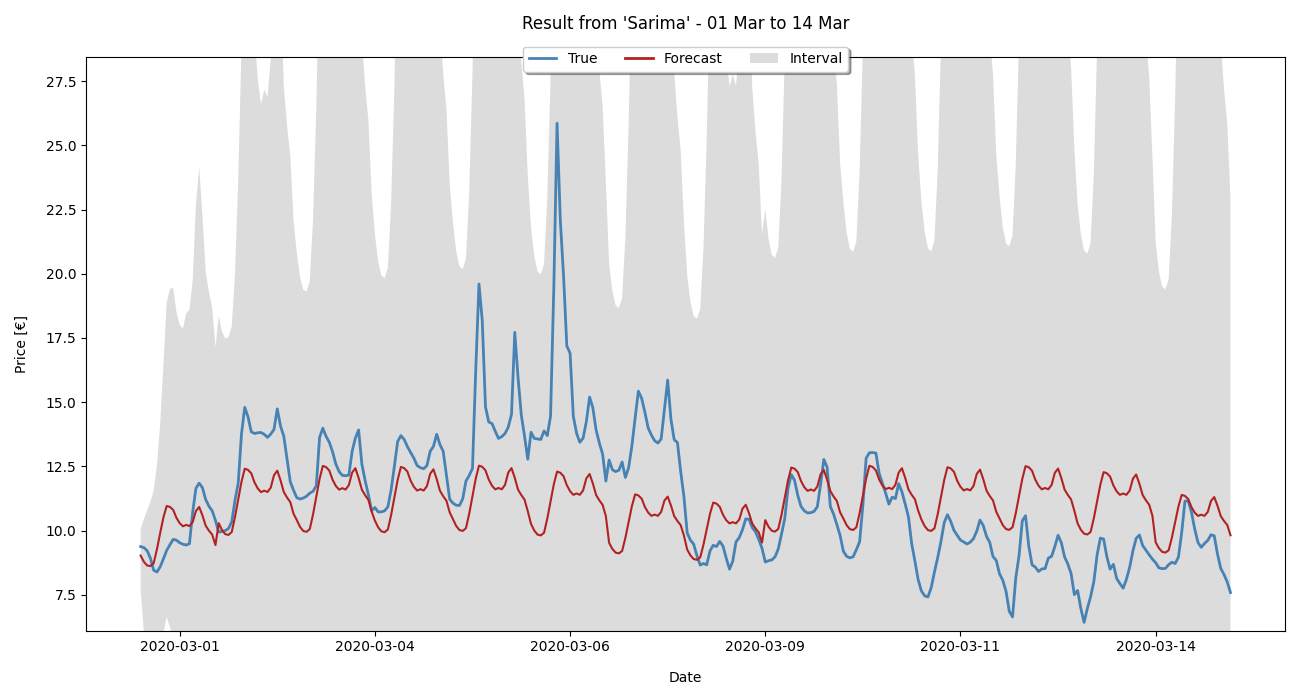 Result from 'Sarima' - 01 Mar to 14 Mar
True Forecast Interval
27.5
25.0
22.5
20.0
17.5
15.0
12.5
10.0
7.5
Price [€]
2020-03-01 2020-03-04 2020-03-06 2020-03-09 2020-03-11 2020-03-14
Date